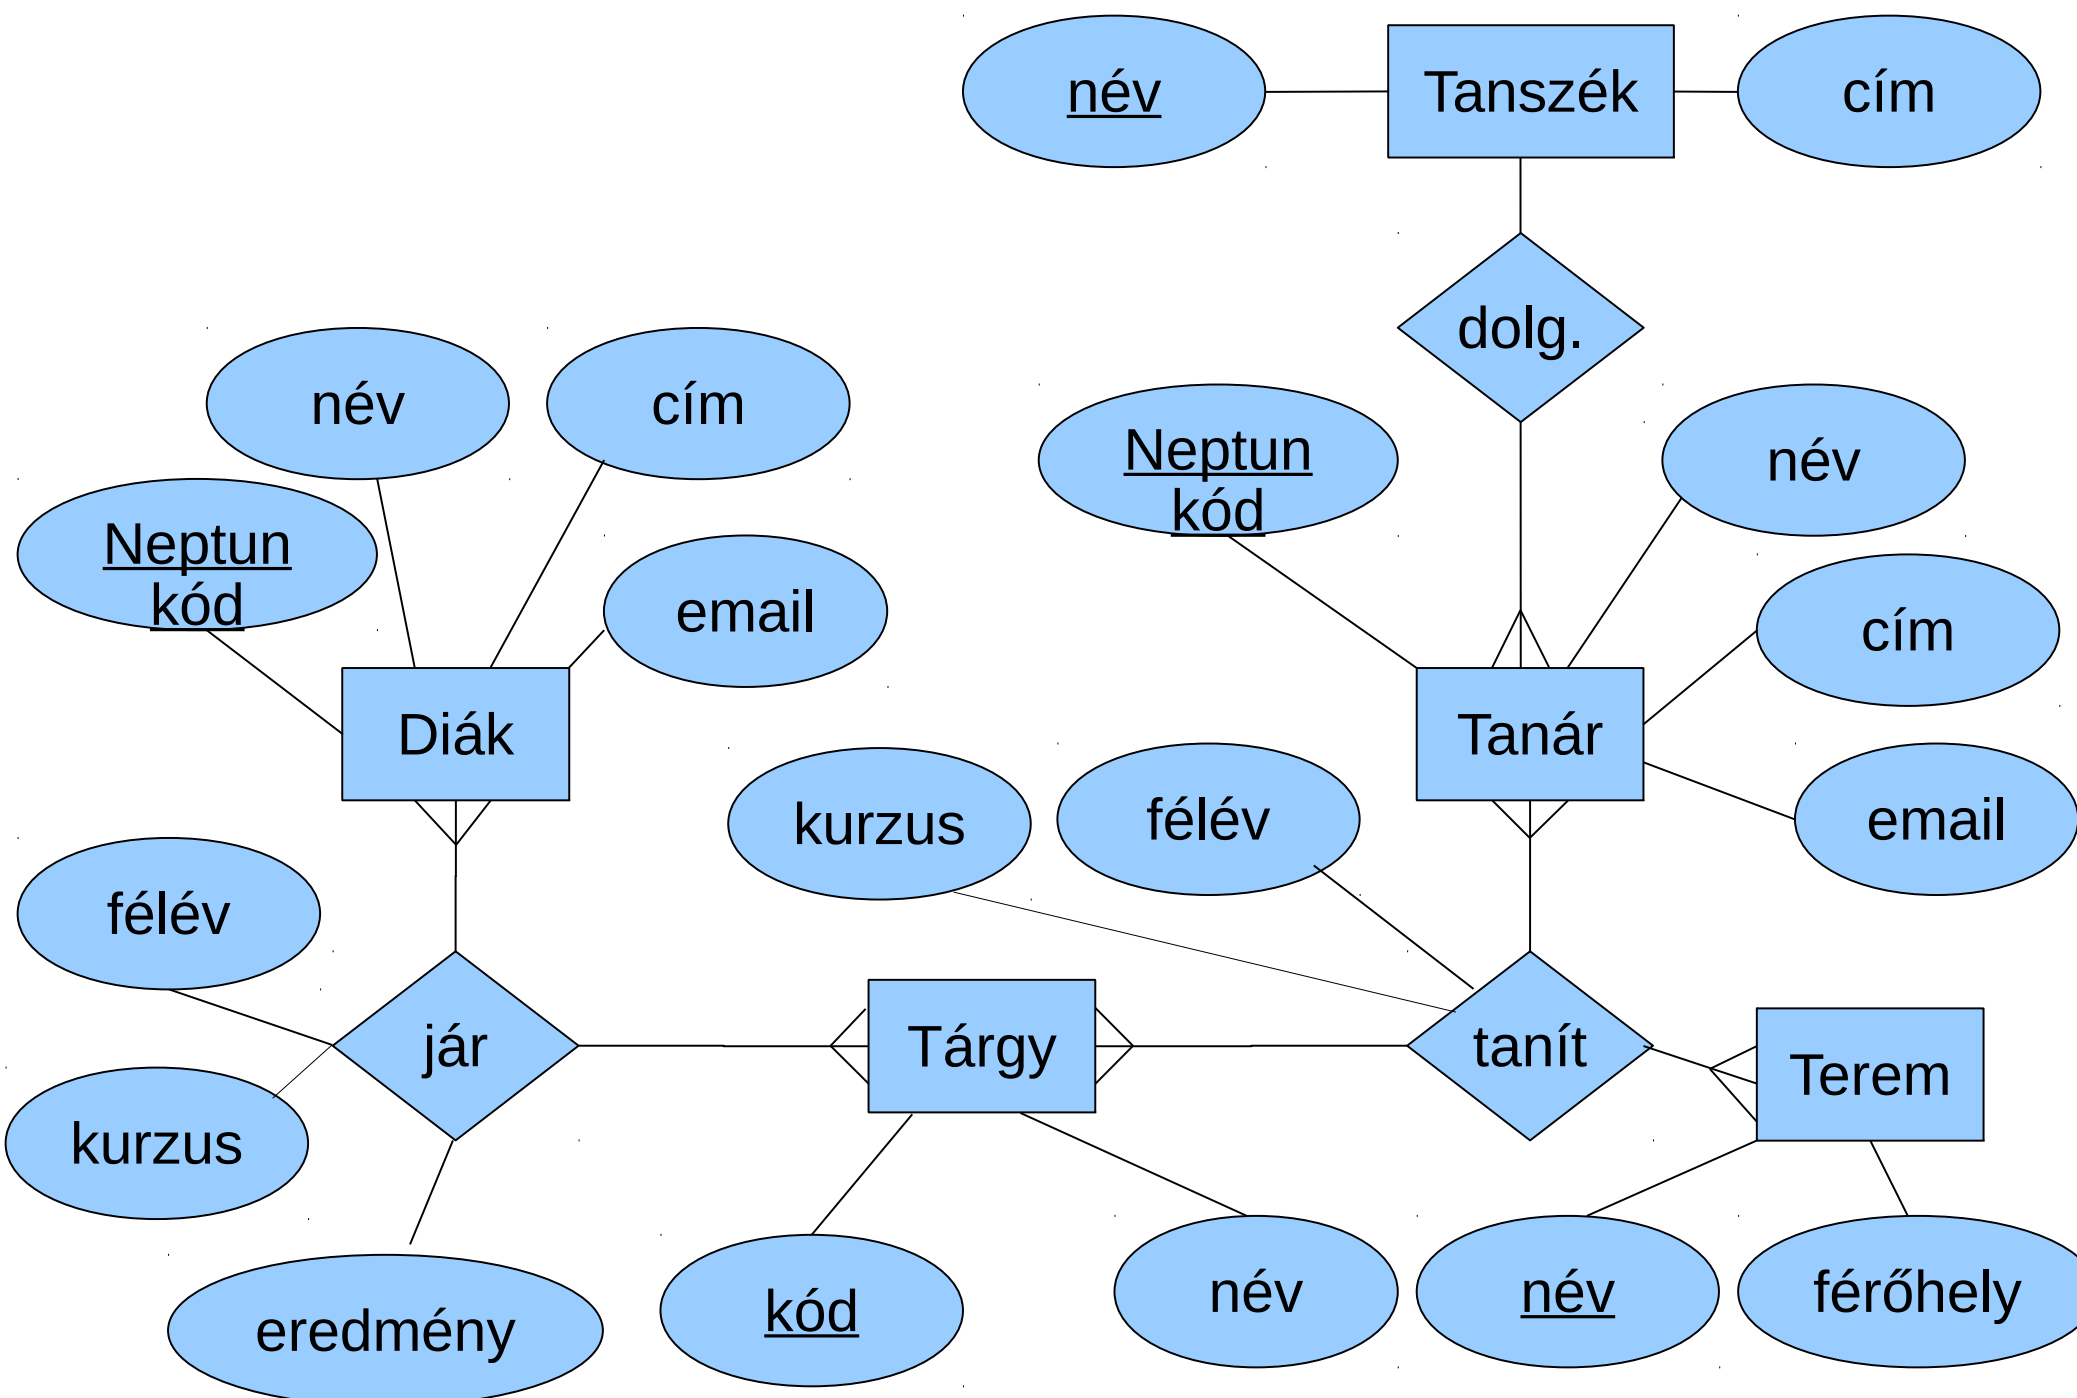 név
Tanszék
cím
dolg.
név
cím
Neptun
kód
név
Neptun
kód
email
cím
Diák
Tanár
kurzus
félév
email
félév
jár
Tárgy
tanít
Terem
kurzus
eredmény
kód
név
név
férőhely